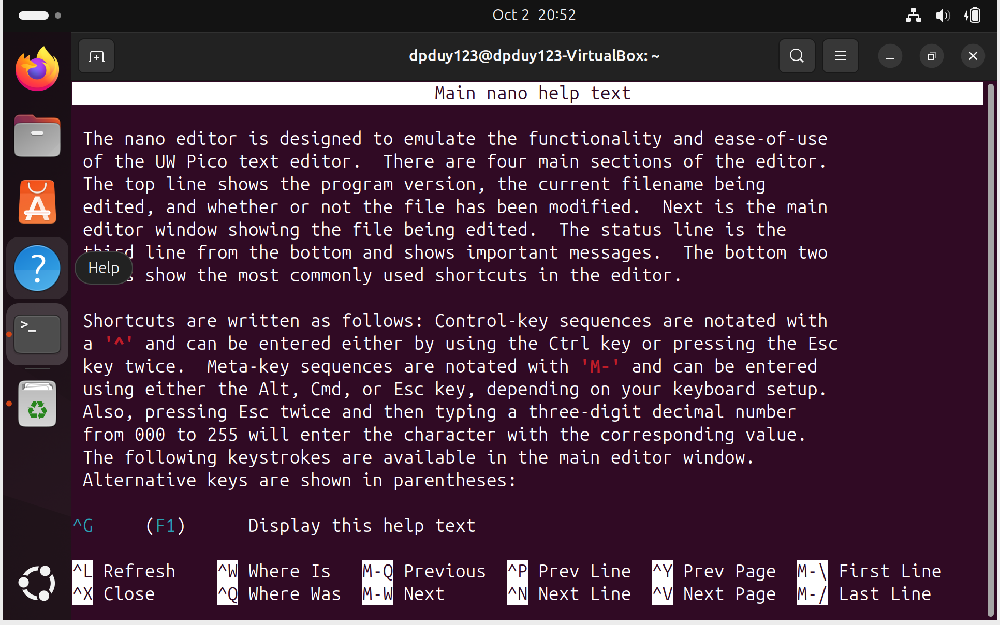 Oct 2 20:52
dpduy123@dpduy123-VirtualBox: ~
Main nano help text
The nano editor is designed to emulate the functionality and ease-of-use
of the UW Pico text editor.  There are four main sections of the editor.
The top line shows the program version, the current filename being
edited, and whether or not the file has been modified.  Next is the main
editor window showing the file being edited.  The status line is the
third line from the bottom and shows important messages.  The bottom two
Help
show the most commonly used shortcuts in the editor.
Shortcuts are written as follows: Control-key sequences are notated with
a '^' and can be entered either by using the Ctrl key or pressing the Esc
key twice.  Meta-key sequences are notated with 'M-' and can be entered
using either the Alt, Cmd, or Esc key, depending on your keyboard setup.
Also, pressing Esc twice and then typing a three-digit decimal number
from 000 to 255 will enter the character with the corresponding value.
The following keystrokes are available in the main editor window.
Alternative keys are shown in parentheses:
^G (F1) Display this help text
^L Refresh ^W Where Is M-Q Previous ^P Prev Line ^Y Prev Page M-\ First Line
^X Close ^Q Where Was M-W Next ^N Next Line ^V Next Page M-/ Last Line